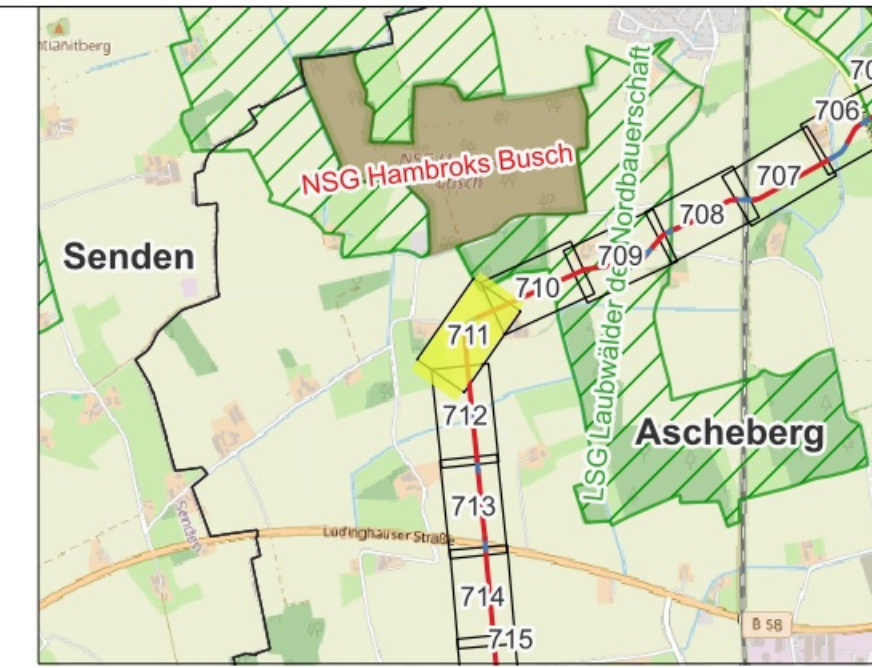 ntianitberg
706
707
NSG Hambroks Busch
708
Senden
709
710
LSG Laubwälder der Nordbauerschaft
711
712
Ascheberg
713
Senden
Lüdinghauser Straße
714
B 58
715